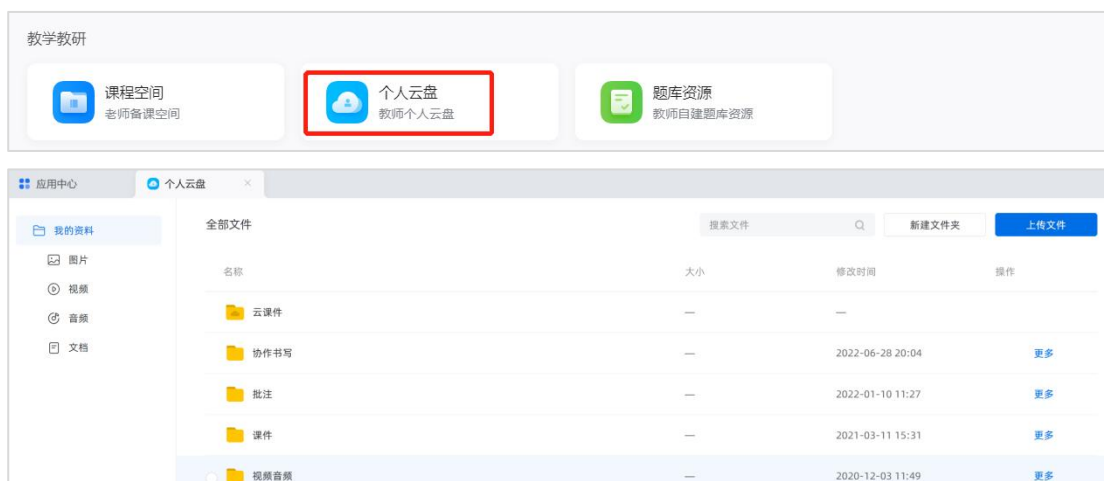 教学教研
课程空间 个人云盘 题库资源
老师备课空间 教师个人云盘 教师自建题库资源
应用中心 个人云盘 ×
我的资料 全部文件 搜索文件 新建文件夹 上传文件
图片 名称 大小 修改时间 操作
视频
音频 云课件 — —
文档 协作书写 — 2022-06-28 20:04 更多
批注 — 2022-01-10 11:27 更多
课件 — 2021-03-11 15:31 更多
视频音频 — 2020-12-03 11:49 更多